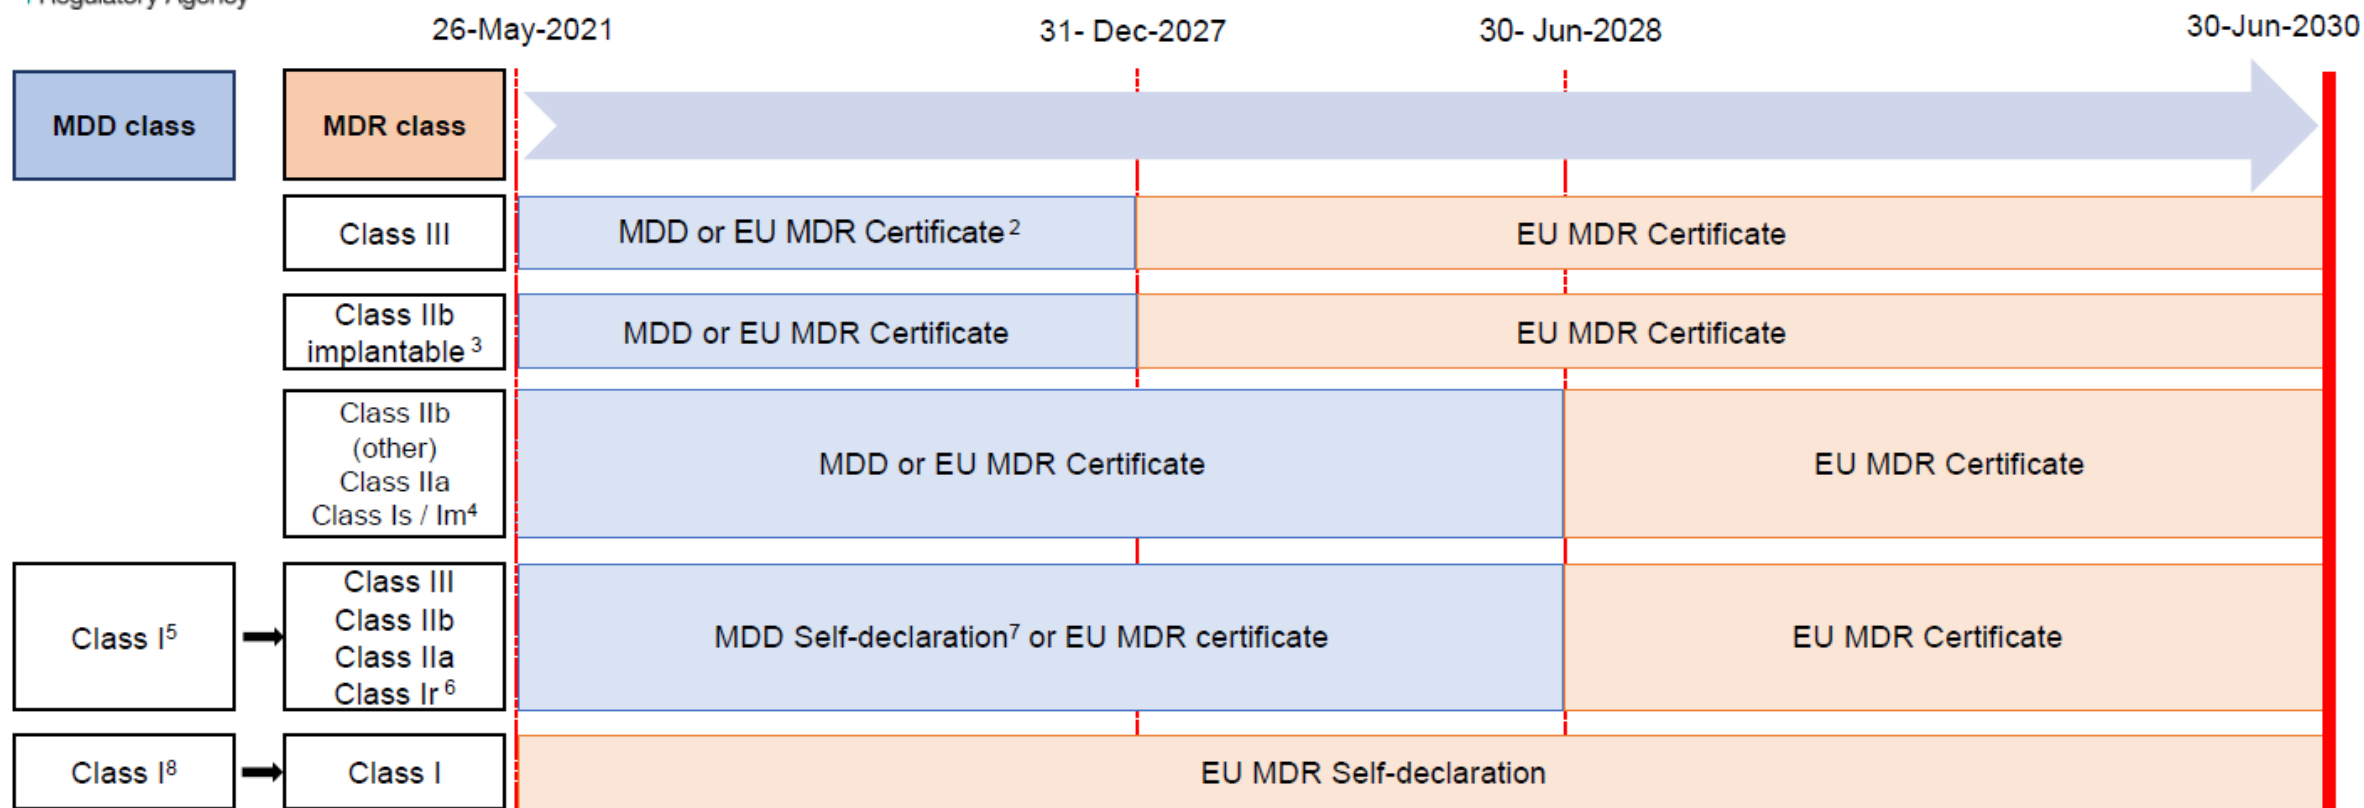 Regulatory Agency
26-May-2021
31- Dec-2027
30- Jun-2028
30-Jun-2030
MDD class
MDR class
Class III
MDD or EU MDR Certificate²
EU MDR Certificate
Class IIb
implantable ³
MDD or EU MDR Certificate
EU MDR Certificate
Class IIb
(other)
Class IIa
Class Is / Im⁴
MDD or EU MDR Certificate
EU MDR Certificate
Class I⁵
Class III
Class IIb
Class IIa
Class Ir ⁶
MDD Self-declaration⁷ or EU MDR certificate
EU MDR Certificate
Class I⁸
Class I
EU MDR Self-declaration